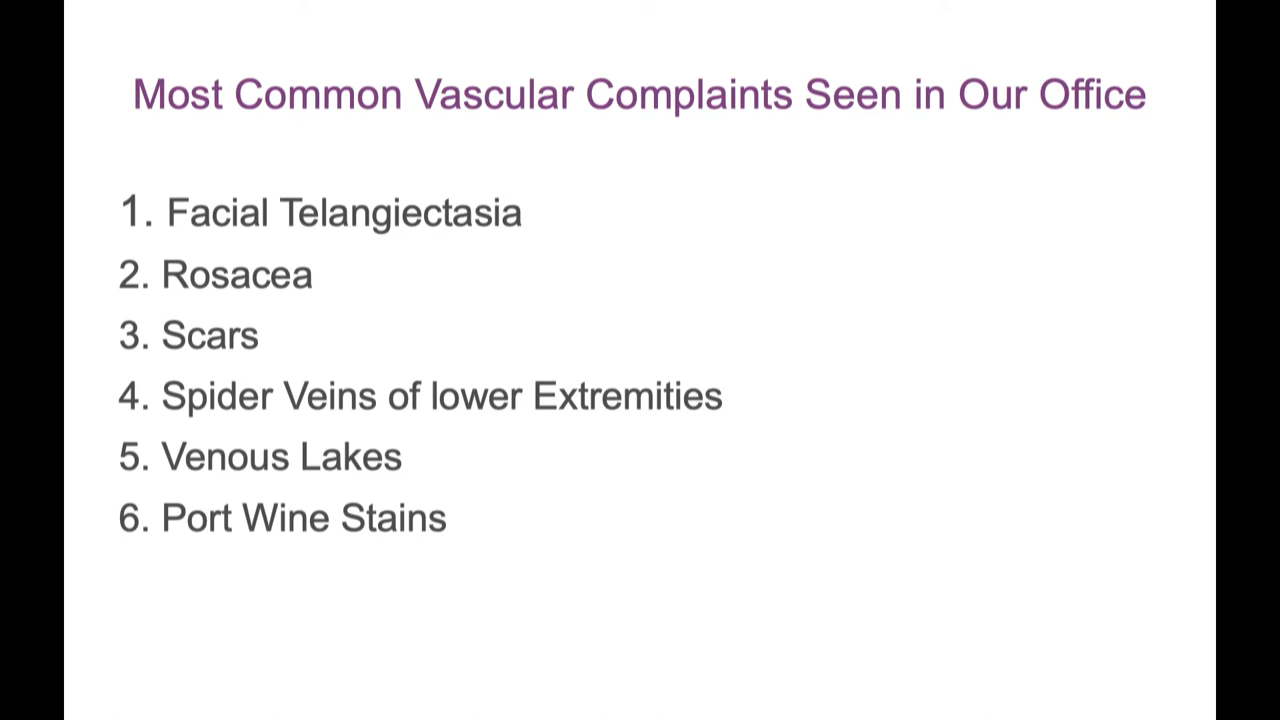 Most Common Vascular Complaints Seen in Our Office
1. Facial Telangiectasia
2. Rosacea
3. Scars
4. Spider Veins of lower Extremities
5. Venous Lakes
6. Port Wine Stains